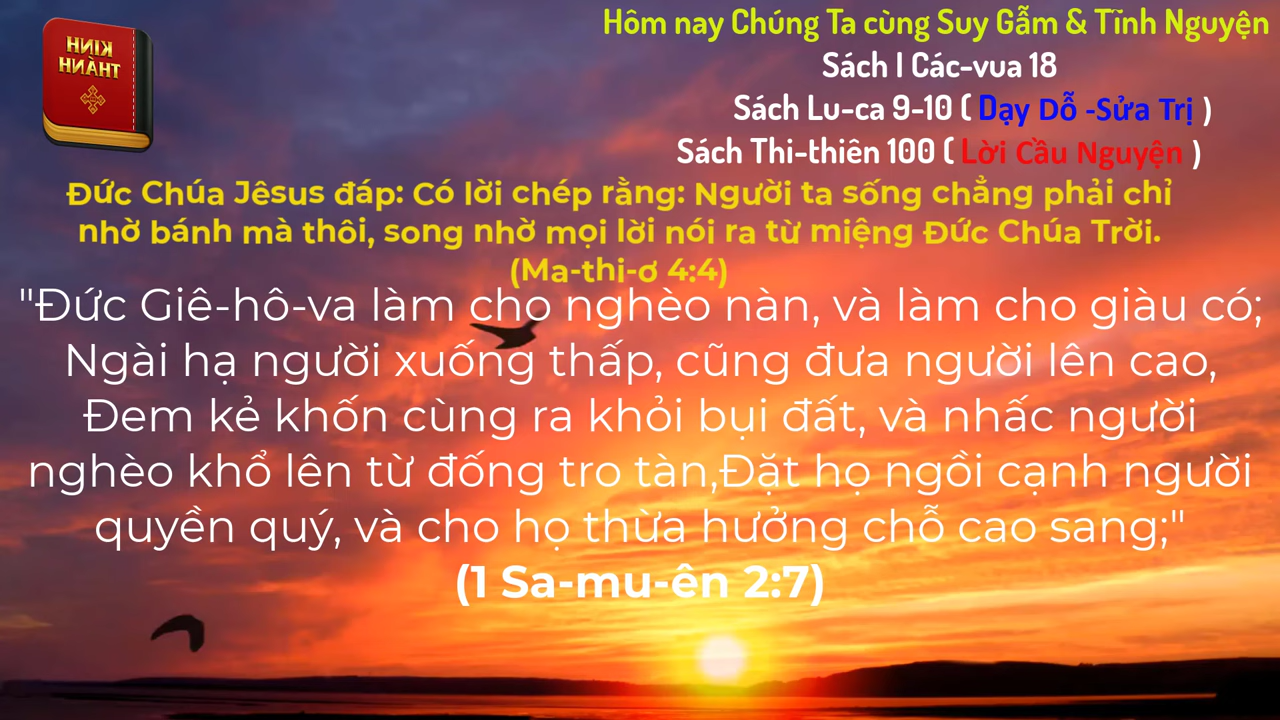 KINH
THÀNH
Hôm nay Chúng Ta cùng Suy Gẫm & Tĩnh Nguyện
Sách I Các-vua 18
Sách Lu-ca 9-10 ( Dạy Dỗ -Sửa Trị )
Sách Thi-thiên 100 ( Lời Cầu Nguyện )
Đức Chúa Jêsus đáp: Có lời chép rằng: Người ta sống chẳng phải chỉ
nhờ bánh mà thôi, song nhờ mọi lời nói ra từ miệng Đức Chúa Trời.
(Ma-thi-ơ 4:4)
"Đức Giê-hô-va làm cho nghèo nàn, và làm cho giàu có;
Ngài hạ người xuống thấp, cũng đưa người lên cao,
Đem kẻ khốn cùng ra khỏi bụi đất, và nhấc người
nghèo khổ lên từ đống tro tàn,Đặt họ ngồi cạnh người
quyền quý, và cho họ thừa hưởng chỗ cao sang;"
(1 Sa-mu-ên 2:7)